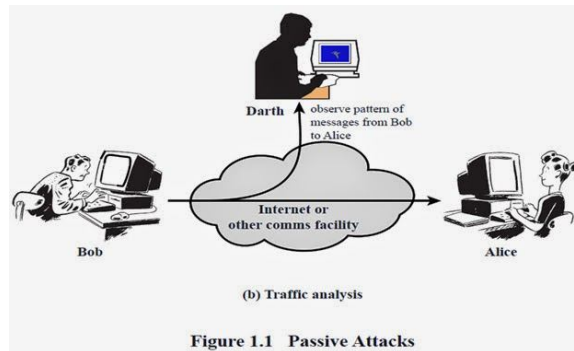 Darth
observe pattern of
messages from Bob
to Alice
Internet or
other comms facility
Bob
Alice
(b) Traffic analysis
Figure 1.1 Passive Attacks